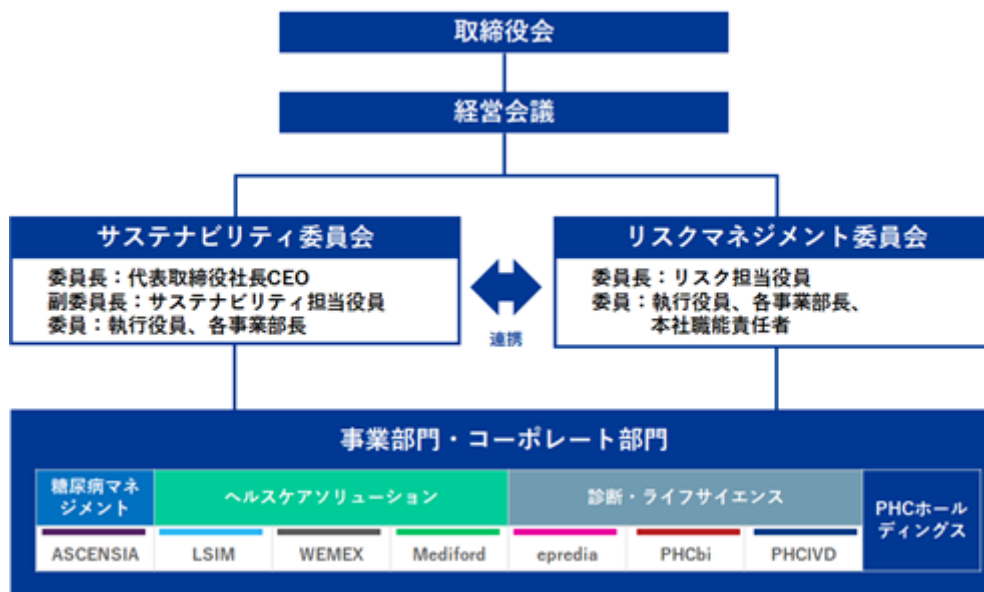 取締役会
経営会議
サステナビリティ委員会
委員長：代表取締役社長CEO
副委員長：サステナビリティ担当役員
委員：執行役員、各事業部長
連携
リスクマネジメント委員会
委員長：リスク担当役員
委員：執行役員、各事業部長、
本社職能責任者
事業部門・コーポレート部門
糖尿病マネ
ジメント
ヘルスケアソリューション
診断・ライフサイエンス
PHCホール
ディングス
ASCENSIA
LSIM
WEMEX
Mediford
epredia
PHCbi
PHCIVD